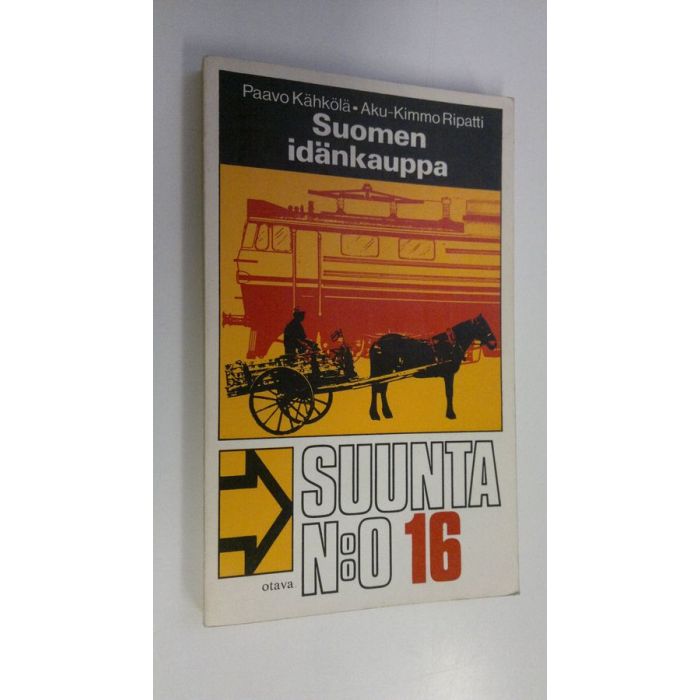 Paavo Kähkölä ▪ Aku-Kimmo Ripatti
Suomen
idänkauppa
SUUNTA
N:o 16
otava